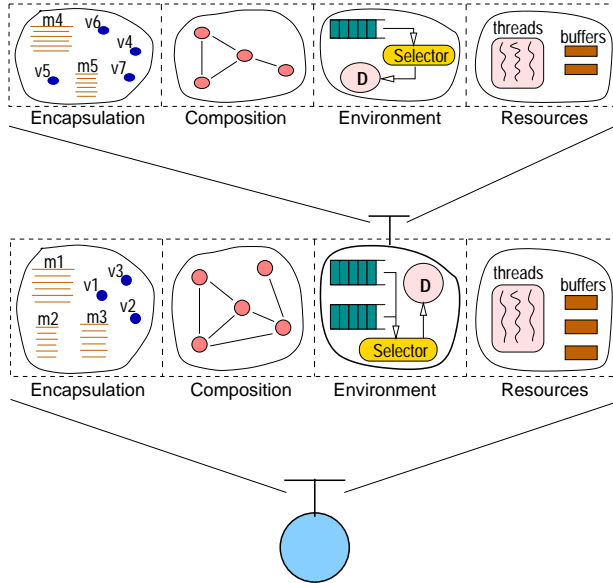 m4
v6
v4
v5
m5
v7
Selector
D
threads
buffers
Encapsulation
Composition
Environment
Resources
m1
v3
v1
v2
m2
m3
D
Selector
threads
buffers
Encapsulation
Composition
Environment
Resources